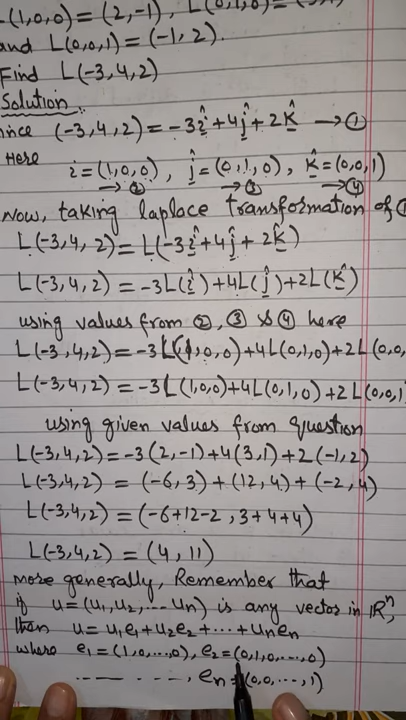 L(1,0,0)=(2,-1), L(0,1,0)=(3,1)
and L(0,0,1)=(-1,2).
Find L(-3,4,2)
Solution:
Since (-3,4,2)=-3î+4ĵ+2k̂ → ①
Here
i=(1,0,0), ĵ=(0,1,0), k̂=(0,0,1)
→② →③ →④
Now, taking laplace transformation of ①
L(-3,4,2)=L(-3î+4ĵ+2k̂)
L(-3,4,2)=-3L(î)+4L(ĵ)+2L(k̂)
using values from ②, ③ & ④ here
L(-3,4,2)=-3L(1,0,0)+4L(0,1,0)+2L(0,0,
L(-3,4,2)=-3L(1,0,0)+4L(0,1,0)+2L(0,0,1)
using given values from question
L(-3,4,2)=-3(2,-1)+4(3,1)+2(-1,2)
L(-3,4,2)=(-6,3)+(12,4)+(-2,4)
L(-3,4,2)=(-6+12-2, 3+4+4)
L(-3,4,2)=(4,11)
more generally, Remember that
if u=(u₁,u₂,...uₙ) is any vector in ℝⁿ,
then u=u₁e₁+u₂e₂+...+uₙeₙ
where e₁=(1,0,...,0), e₂=(0,1,0,...,0)
--- - ---, eₙ=(0,0,...,1)